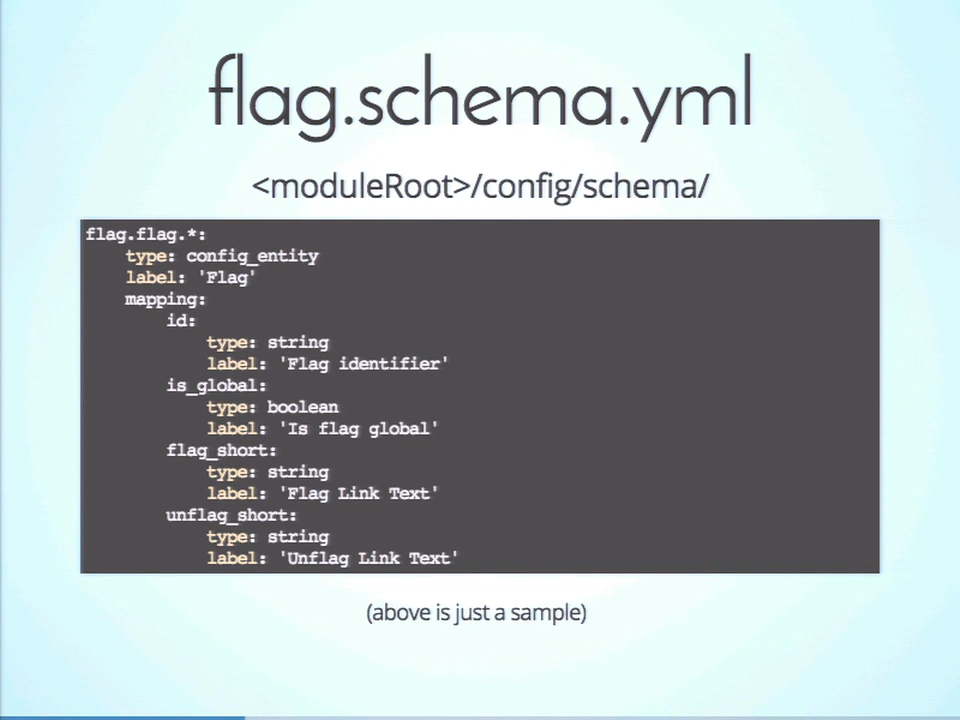 flag.schema.yml
<moduleRoot>/config/schema/
flag.flag.*:
    type: config_entity
    label: 'Flag'
    mapping:
        id:
            type: string
            label: 'Flag identifier'
        is_global:
            type: boolean
            label: 'Is flag global'
        flag_short:
            type: string
            label: 'Flag Link Text'
        unflag_short:
            type: string
            label: 'Unflag Link Text'
(above is just a sample)